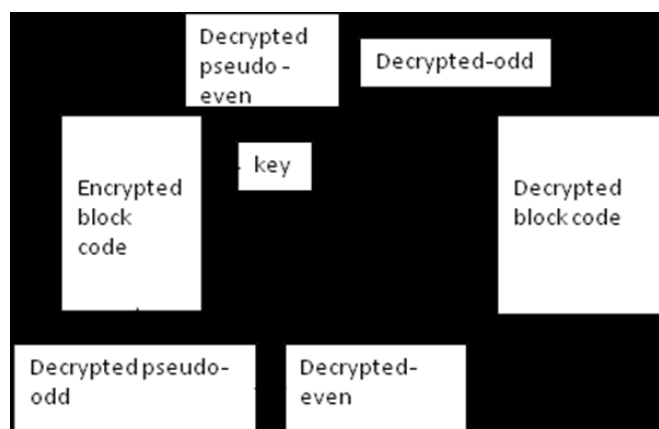 Decrypted
pseudo -
even
Decrypted-odd
key
Encrypted
block
code
Decrypted
block code
Decrypted pseudo-
odd
Decrypted-
even